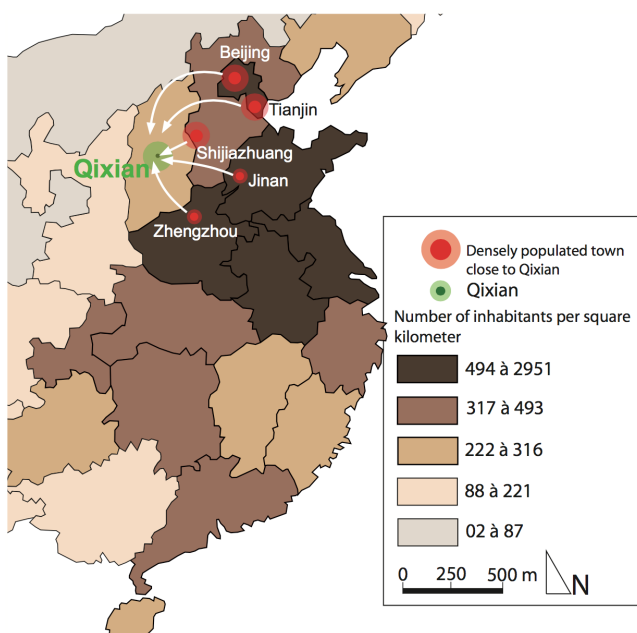 Beijing
Tianjin
Shijiazhuang
Qixian
Jinan
Zhengzhou
Densely populated town
close to Qixian
Qixian
Number of inhabitants per square
kilometer
494 à 2951
317 à 493
222 à 316
88 à 221
02 à 87
0 250 500 m
N